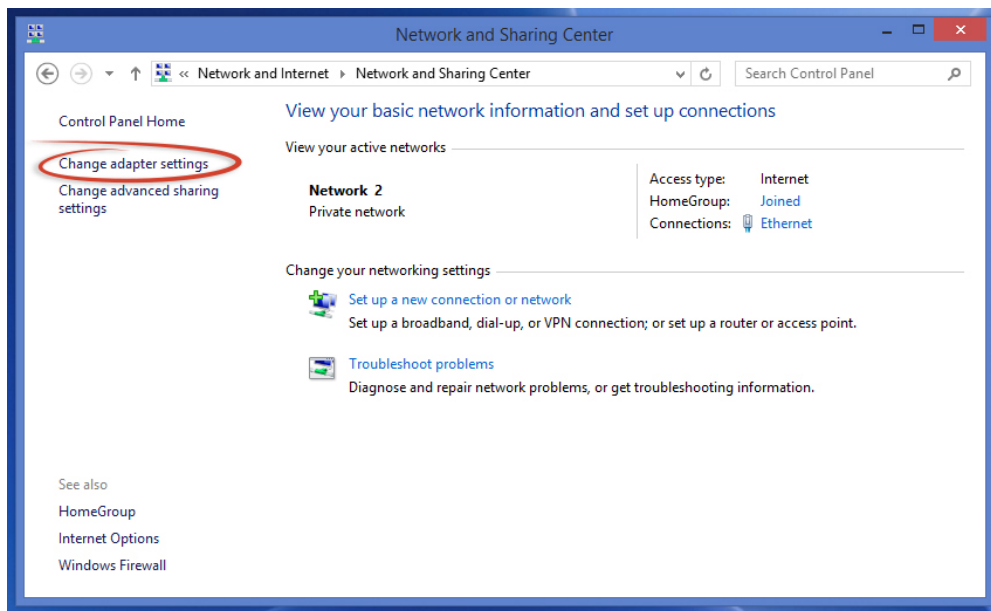 Network and Sharing Center
« Network and Internet Network and Sharing Center
Search Control Panel
Control Panel Home
Change adapter settings
Change advanced sharing
settings
View your basic network information and set up connections
View your active networks
Network 2
Private network
Access type: Internet
HomeGroup: Joined
Connections: Ethernet
Change your networking settings
Set up a new connection or network
Set up a broadband, dial-up, or VPN connection; or set up a router or access point.
Troubleshoot problems
Diagnose and repair network problems, or get troubleshooting information.
See also
HomeGroup
Internet Options
Windows Firewall